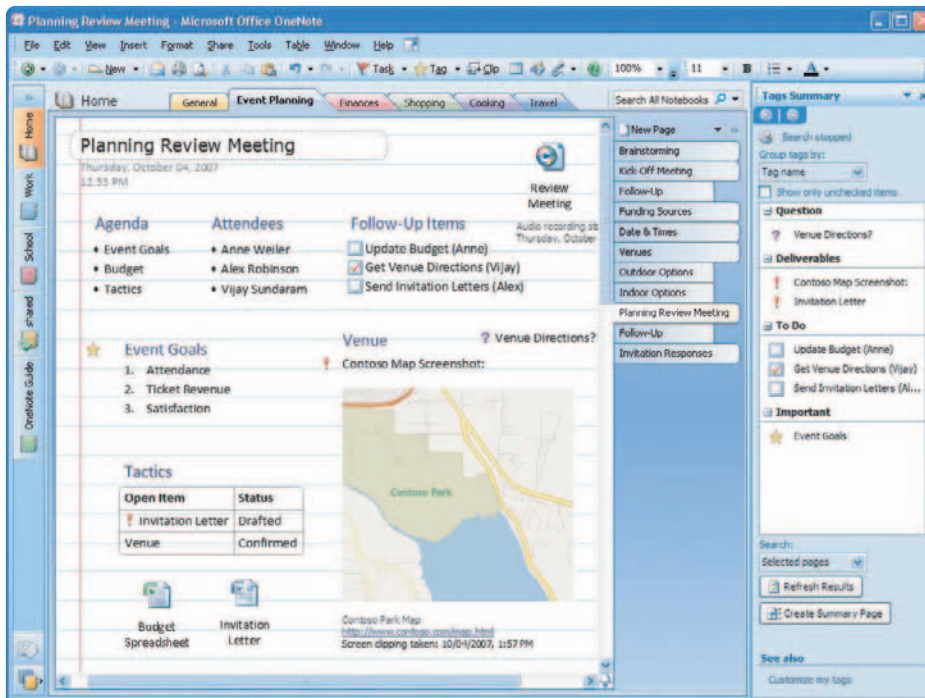 Planning Review Meeting - Microsoft Office OneNote
File Edit View Insert Format Share Tools Table Window Help
New Task Tag Clip 100% 11 B A
Home General Event Planning Finances Shopping Cooking Travel Search All Notebooks
Home
Work
School
shared
OneNote Guide
Planning Review Meeting
Thursday, October 04, 2007
12:53 PM
Review
Meeting
Audio recording st
Thursday, October
Agenda
• Event Goals
• Budget
• Tactics
Attendees
• Anne Weiler
• Alex Robinson
• Vijay Sundaram
Follow-Up Items
Update Budget (Anne)
Get Venue Directions (Vijay)
Send Invitation Letters (Alex)
Event Goals
1. Attendance
2. Ticket Revenue
3. Satisfaction
Venue
? Venue Directions?
! Contoso Map Screenshot:
Contoso Park
Tactics
Open Item Status
! Invitation Letter Drafted
Venue Confirmed
Budget
Spreadsheet
Invitation
Letter
Contoso Park Map
http://www.contoso.com/map.html
Screen clipping taken: 10/04/2007, 1:57 PM
New Page
Brainstorming
Kick-Off Meeting
Follow-Up
Funding Sources
Date & Times
Venues
Outdoor Options
Indoor Options
Planning Review Meeting
Follow-Up
Invitation Responses
Tags Summary
Search stopped
Group tags by:
Tag name
Show only unchecked items
Question
? Venue Directions?
Deliverables
! Contoso Map Screenshot:
! Invitation Letter
To Do
Update Budget (Anne)
Get Venue Directions (Vijay)
Send Invitation Letters (Al...
Important
Event Goals
Search:
Selected pages
Refresh Results
Create Summary Page
See also
Customize my tags